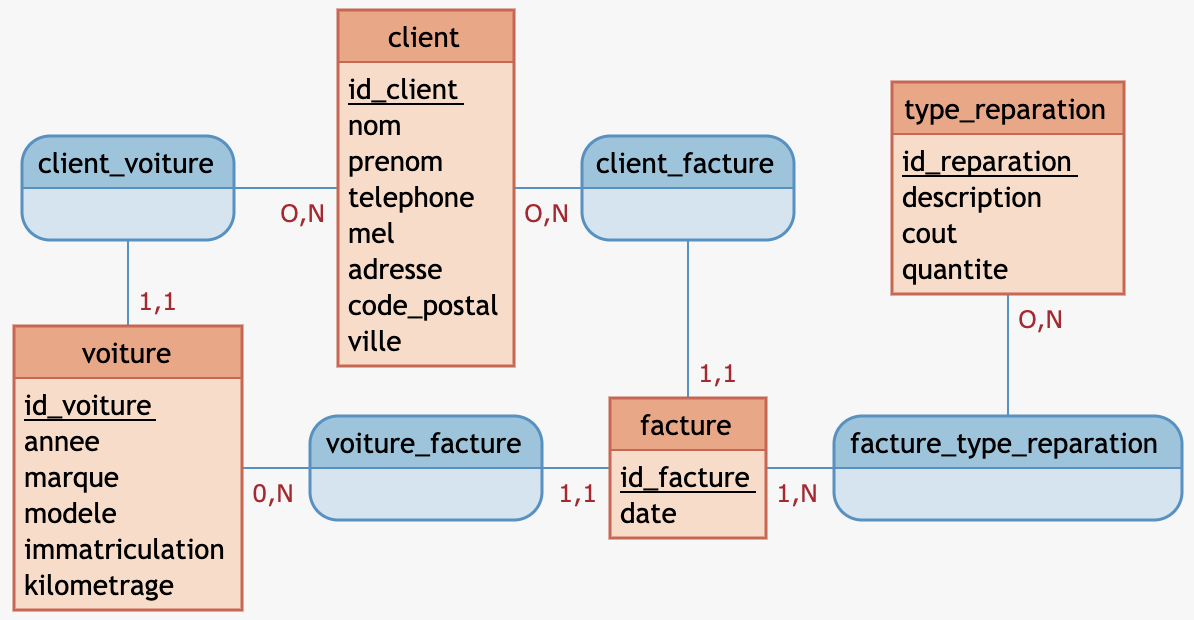 client
id_client
nom
prenom
telephone
mel
adresse
code_postal
ville
client_voiture
O,N
1,1
client_facture
O,N
1,1
type_reparation
id_reparation
description
cout
quantite
O,N
voiture
id_voiture
annee
marque
modele
immatriculation
kilometrage
voiture_facture
0,N
1,1
facture
id_facture
date
1,N
facture_type_reparation